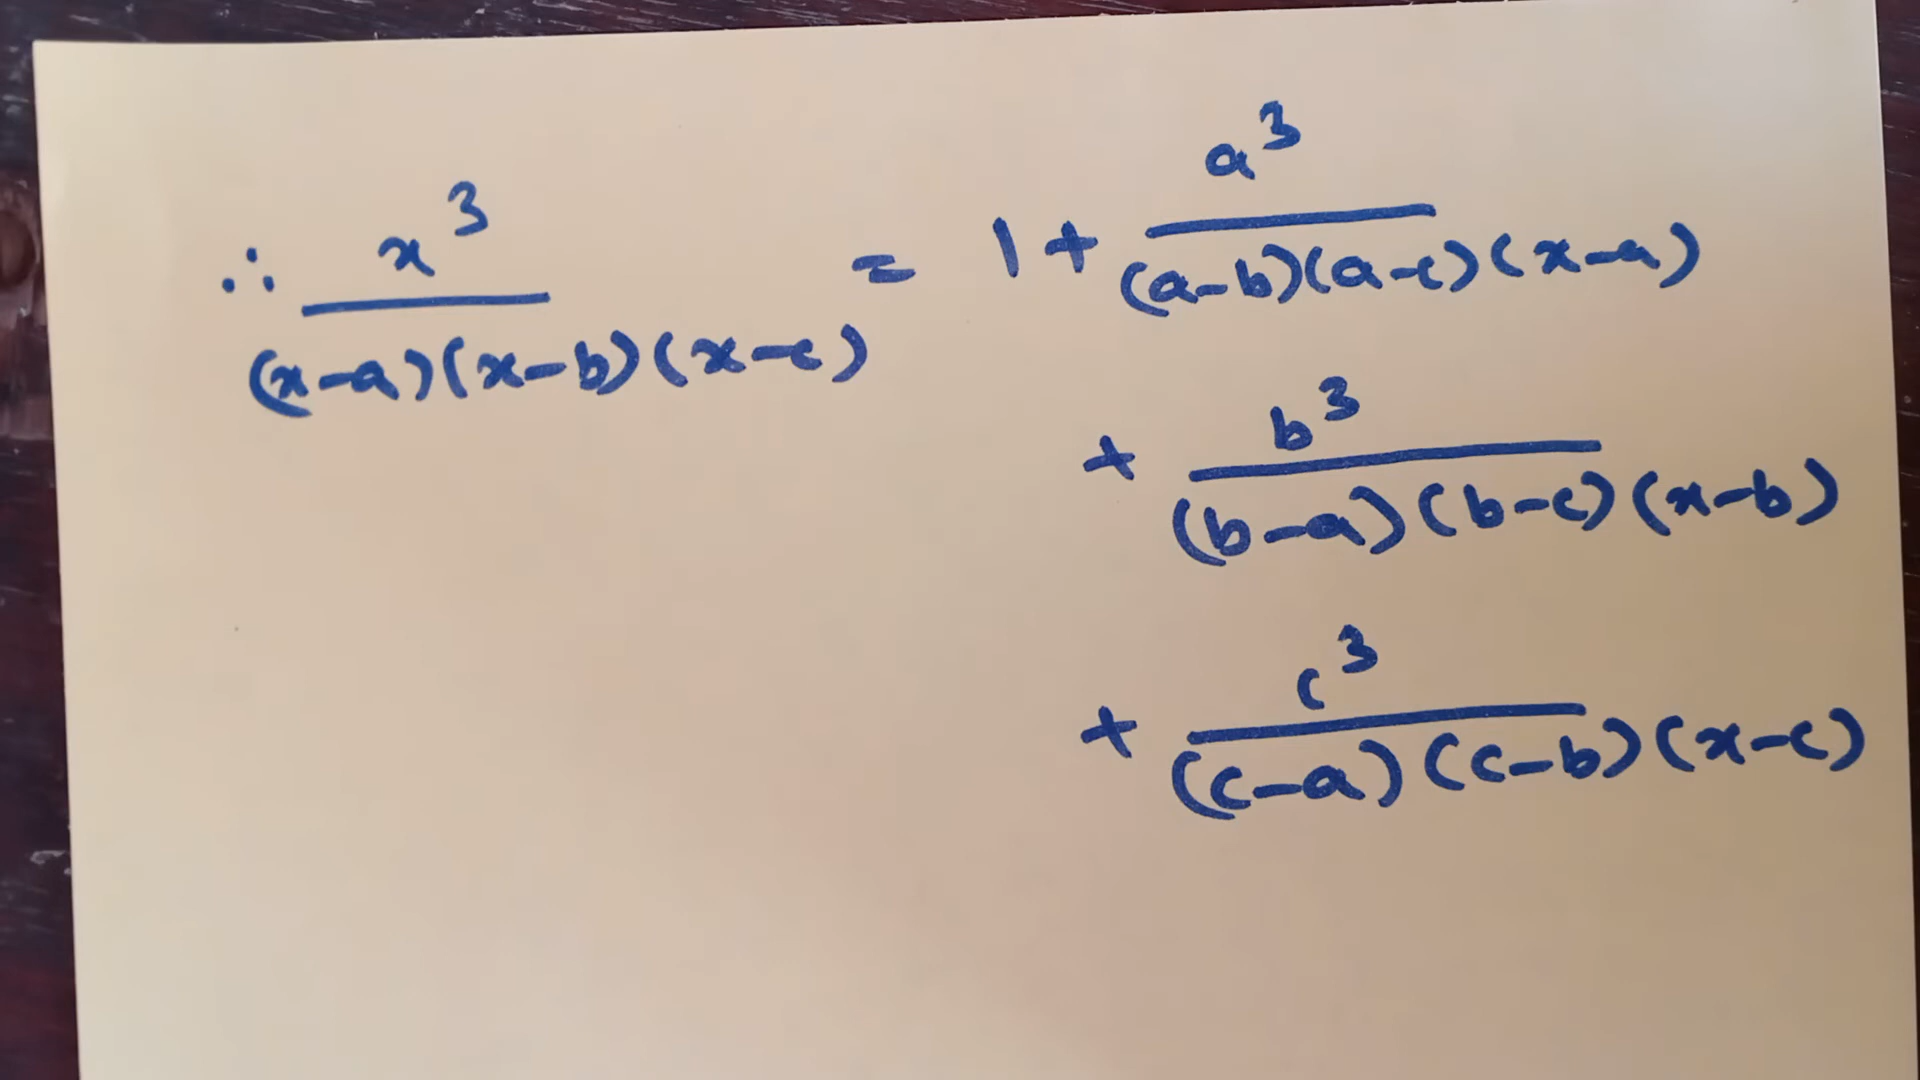 ∴ x³/((x-a)(x-b)(x-c)) = 1 + a³/((a-b)(a-c)(x-a))
+ b³/((b-a)(b-c)(x-b))
+ c³/((c-a)(c-b)(x-c))